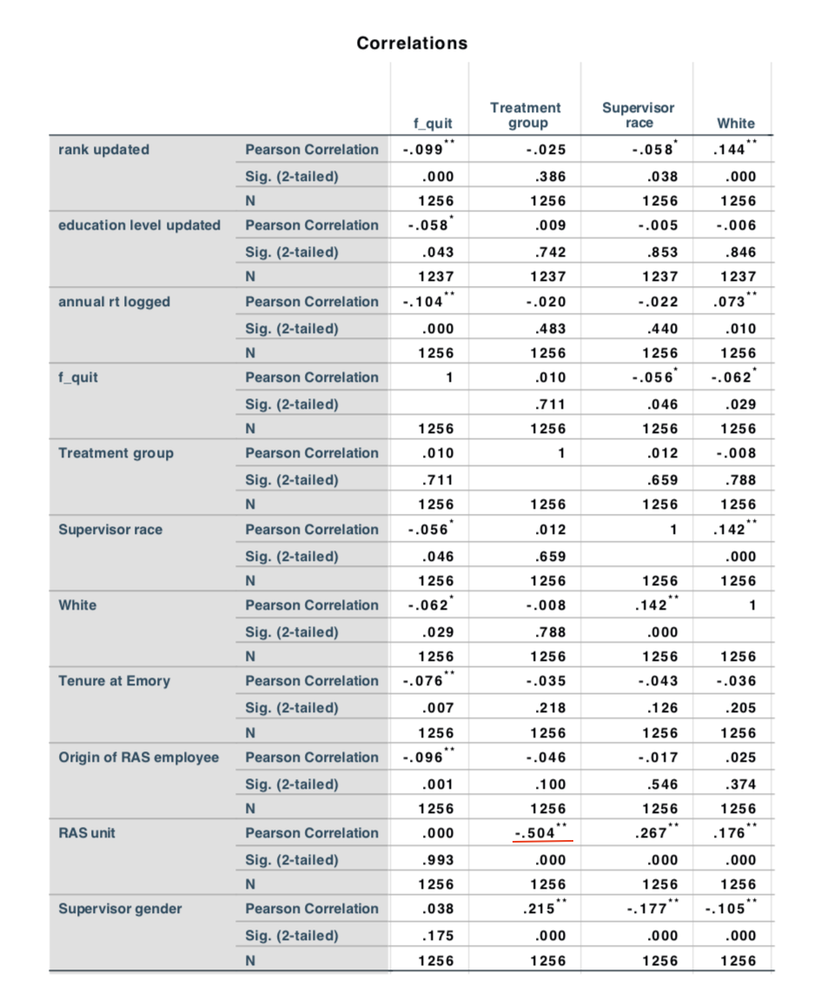 Correlations
f_quit Treatment group Supervisor race White
rank updated Pearson Correlation -.099** -.025 -.058* .144**
Sig. (2-tailed) .000 .386 .038 .000
N 1256 1256 1256 1256
education level updated Pearson Correlation -.058* .009 -.005 -.006
Sig. (2-tailed) .043 .742 .853 .846
N 1237 1237 1237 1237
annual rt logged Pearson Correlation -.104** -.020 -.022 .073**
Sig. (2-tailed) .000 .483 .440 .010
N 1256 1256 1256 1256
f_quit Pearson Correlation 1 .010 -.056* -.062*
Sig. (2-tailed) .711 .046 .029
N 1256 1256 1256 1256
Treatment group Pearson Correlation .010 1 .012 -.008
Sig. (2-tailed) .711 .659 .788
N 1256 1256 1256 1256
Supervisor race Pearson Correlation -.056* .012 1 .142**
Sig. (2-tailed) .046 .659 .000
N 1256 1256 1256 1256
White Pearson Correlation -.062* -.008 .142** 1
Sig. (2-tailed) .029 .788 .000
N 1256 1256 1256 1256
Tenure at Emory Pearson Correlation -.076** -.035 -.043 -.036
Sig. (2-tailed) .007 .218 .126 .205
N 1256 1256 1256 1256
Origin of RAS employee Pearson Correlation -.096** -.046 -.017 .025
Sig. (2-tailed) .001 .100 .546 .374
N 1256 1256 1256 1256
RAS unit Pearson Correlation .000 -.504** .267** .176**
Sig. (2-tailed) .993 .000 .000 .000
N 1256 1256 1256 1256
Supervisor gender Pearson Correlation .038 .215** -.177** -.105**
Sig. (2-tailed) .175 .000 .000 .000
N 1256 1256 1256 1256